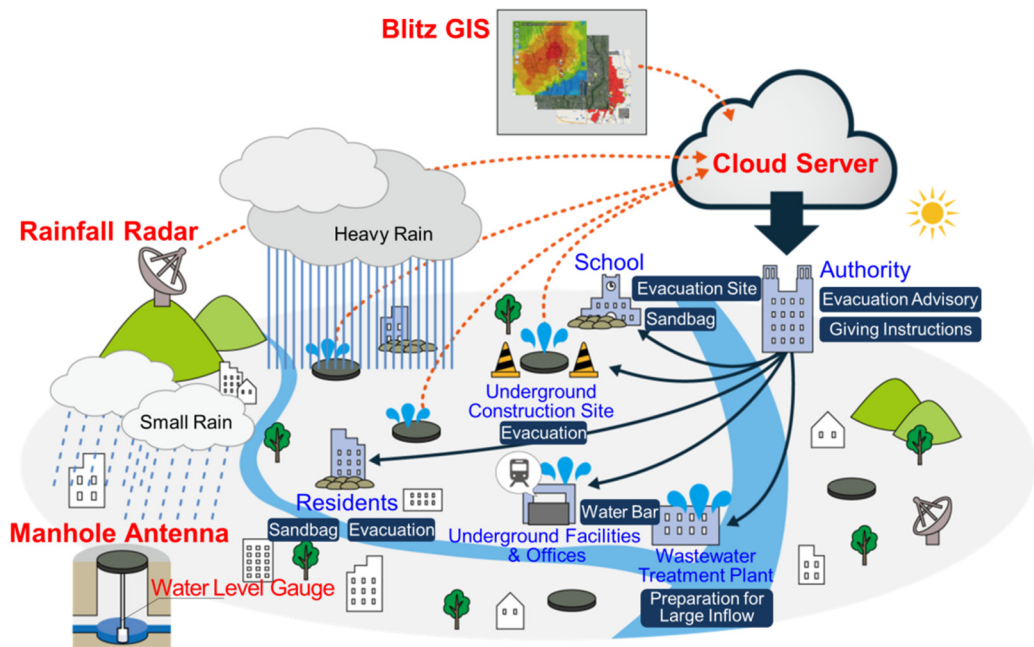 Blitz GIS
Cloud Server
Rainfall Radar
Heavy Rain
School
Evacuation Site
Sandbag
Authority
Evacuation Advisory
Giving Instructions
Small Rain
Underground
Construction Site
Evacuation
Residents
Sandbag
Evacuation
Water Bar
Underground Facilities
& Offices
Wastewater
Treatment Plant
Preparation for
Large Inflow
Manhole Antenna
Water Level Gauge